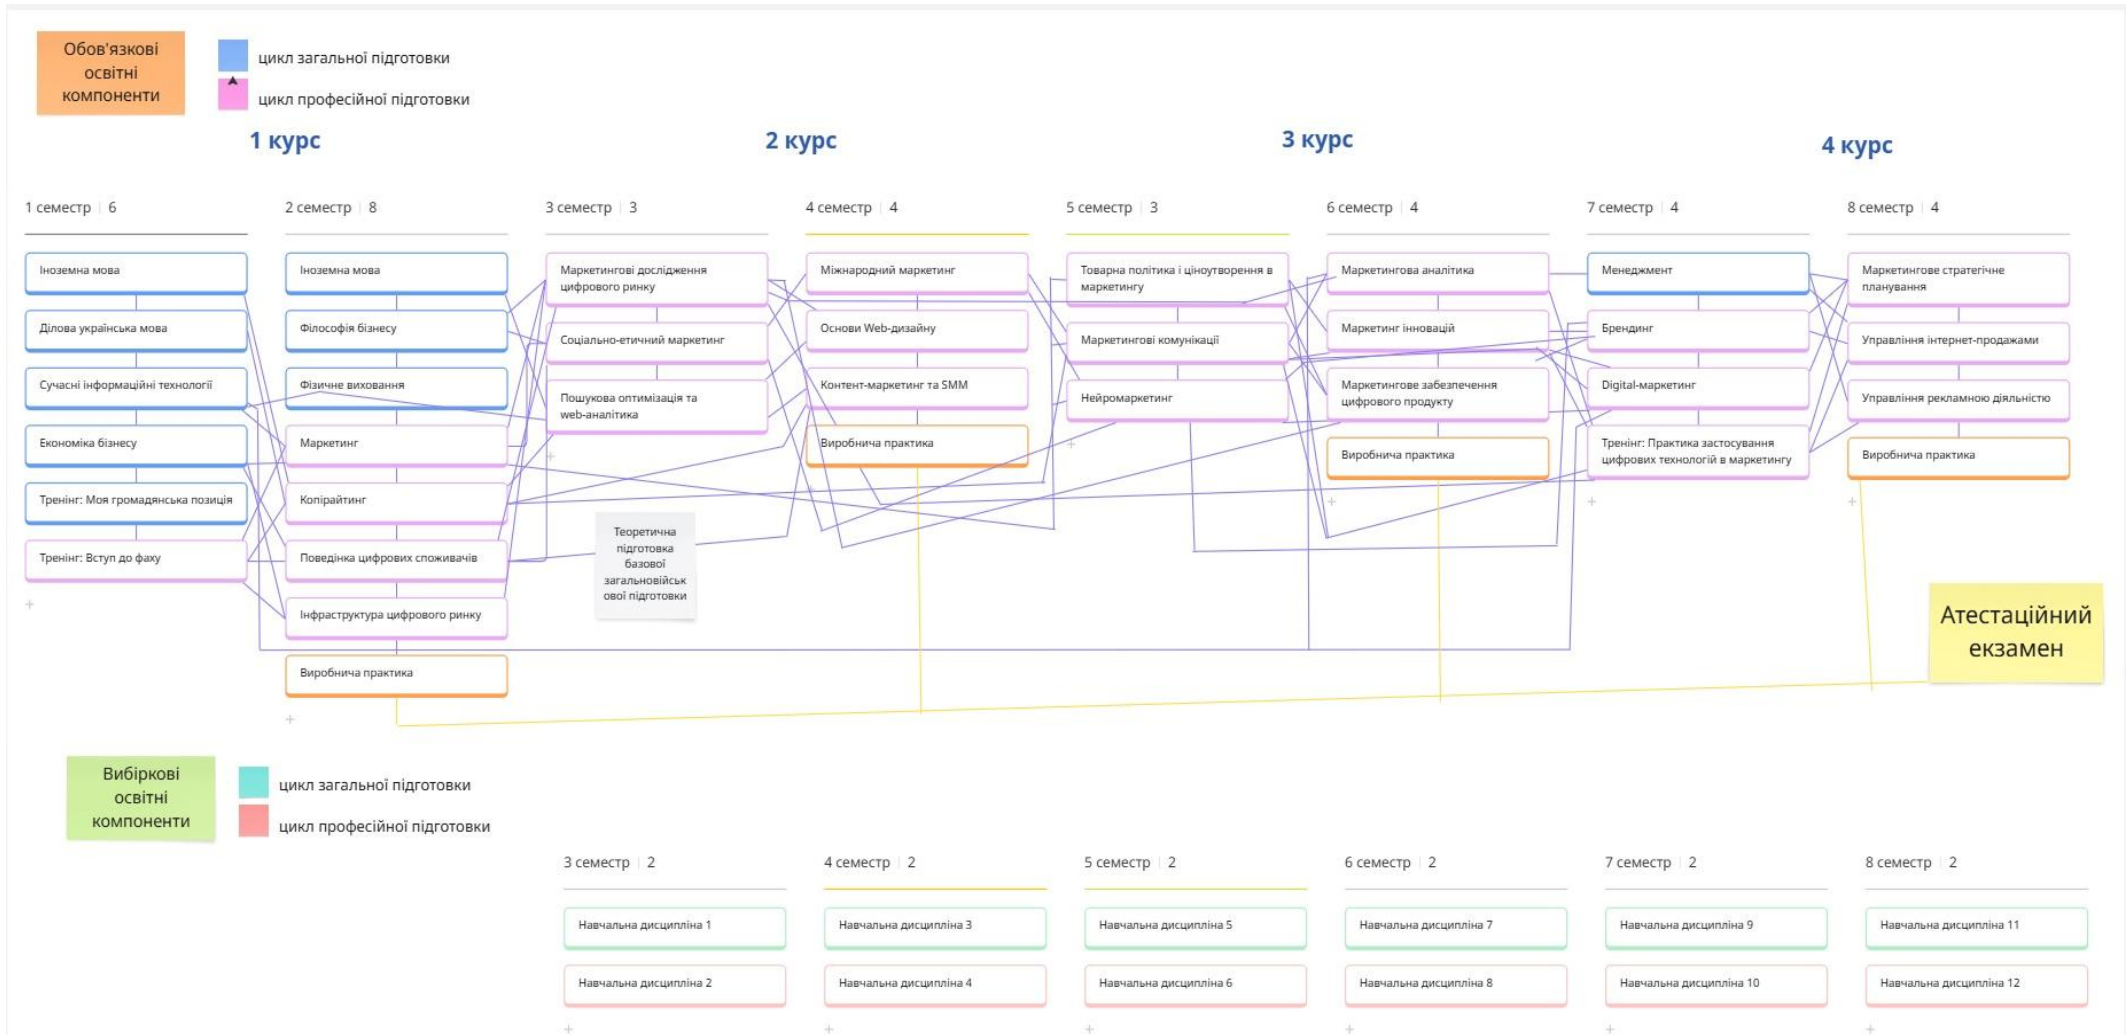 Обов'язкові
освітні
компоненти
цикл загальної підготовки
цикл професійної підготовки
1 курс
2 курс
3 курс
4 курс
1 семестр | 6
Іноземна мова
Ділова українська мова
Сучасні інформаційні технології
Економіка бізнесу
Тренінг: Моя громадянська позиція
Тренінг: Вступ до фаху
2 семестр | 8
Іноземна мова
Філософія бізнесу
Фізичне виховання
Маркетинг
Копірайтинг
Поведінка цифрових споживачів
Інфраструктура цифрового ринку
Виробнича практика
3 семестр | 3
Маркетингові дослідження
цифрового ринку
Соціально-етичний маркетинг
Пошукова оптимізація та
web-аналітика
Теоретична
підготовка
базової
загальновійськ
ової підготовки
4 семестр | 4
Міжнародний маркетинг
Основи Web-дизайну
Контент-маркетинг та SMM
Виробнича практика
5 семестр | 3
Товарна політика і ціноутворення в
маркетингу
Маркетингові комунікації
Нейромаркетинг
6 семестр | 4
Маркетингова аналітика
Маркетинг інновацій
Маркетингове забезпечення
цифрового продукту
Виробнича практика
7 семестр | 4
Менеджмент
Брендинг
Digital-маркетинг
Тренінг: Практика застосування
цифрових технологій в маркетингу
8 семестр | 4
Маркетингове стратегічне
планування
Управління інтернет-продажами
Управління рекламною діяльністю
Виробнича практика
Атестаційний
екзамен
Вибіркові
освітні
компоненти
цикл загальної підготовки
цикл професійної підготовки
3 семестр | 2
Навчальна дисципліна 1
Навчальна дисципліна 2
4 семестр | 2
Навчальна дисципліна 3
Навчальна дисципліна 4
5 семестр | 2
Навчальна дисципліна 5
Навчальна дисципліна 6
6 семестр | 2
Навчальна дисципліна 7
Навчальна дисципліна 8
7 семестр | 2
Навчальна дисципліна 9
Навчальна дисципліна 10
8 семестр | 2
Навчальна дисципліна 11
Навчальна дисципліна 12